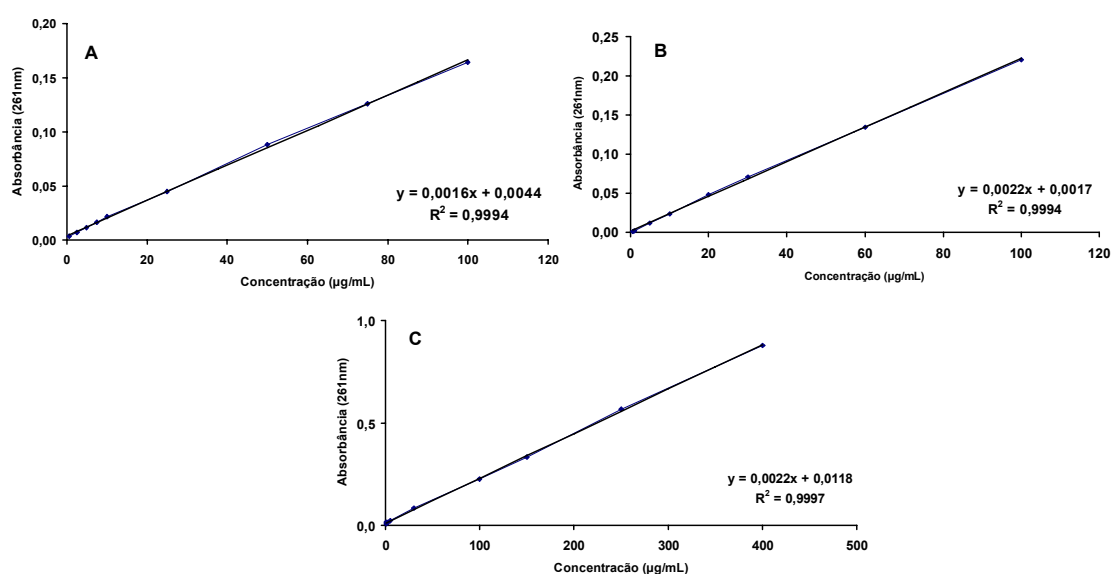 A
0,20
0,15
0,10
0,05
0,00
Absorbância (261nm)
y = 0,0016x + 0,0044
R² = 0,9994
0 20 40 60 80 100 120
Concentração (µg/mL)
B
0,25
0,20
0,15
0,10
0,05
0,00
Absorbância (261nm)
y = 0,0022x + 0,0017
R² = 0,9994
0 20 40 60 80 100 120
Concentração (µg/mL)
C
1,0
0,5
0,0
Absorbância (261nm)
y = 0,0022x + 0,0118
R² = 0,9997
0 100 200 300 400 500
Concentração (µg/mL)